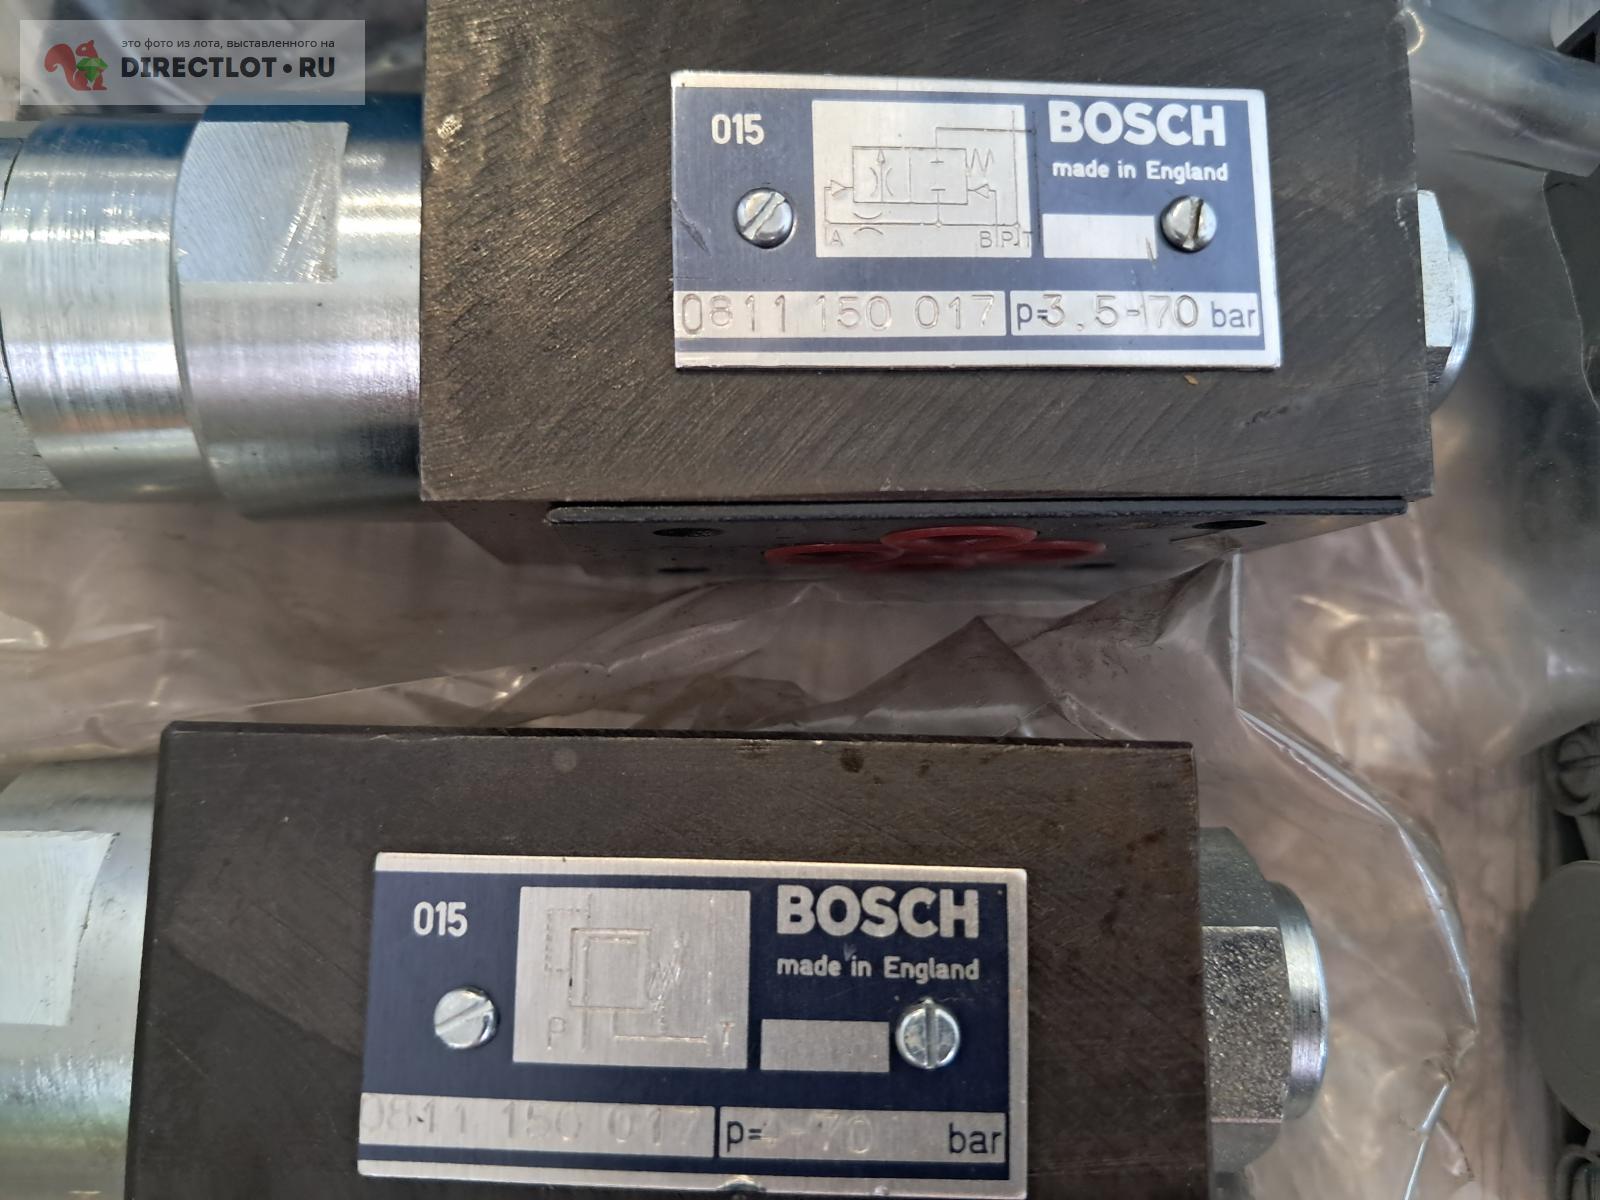 это фото из лота, выставленного на
DIRECTLOT•RU
015
BOSCH
made in England
A B P T
0811 150 017 p=3,5-170 bar
015
BOSCH
made in England
P T
0811 150 017 p= -70 bar